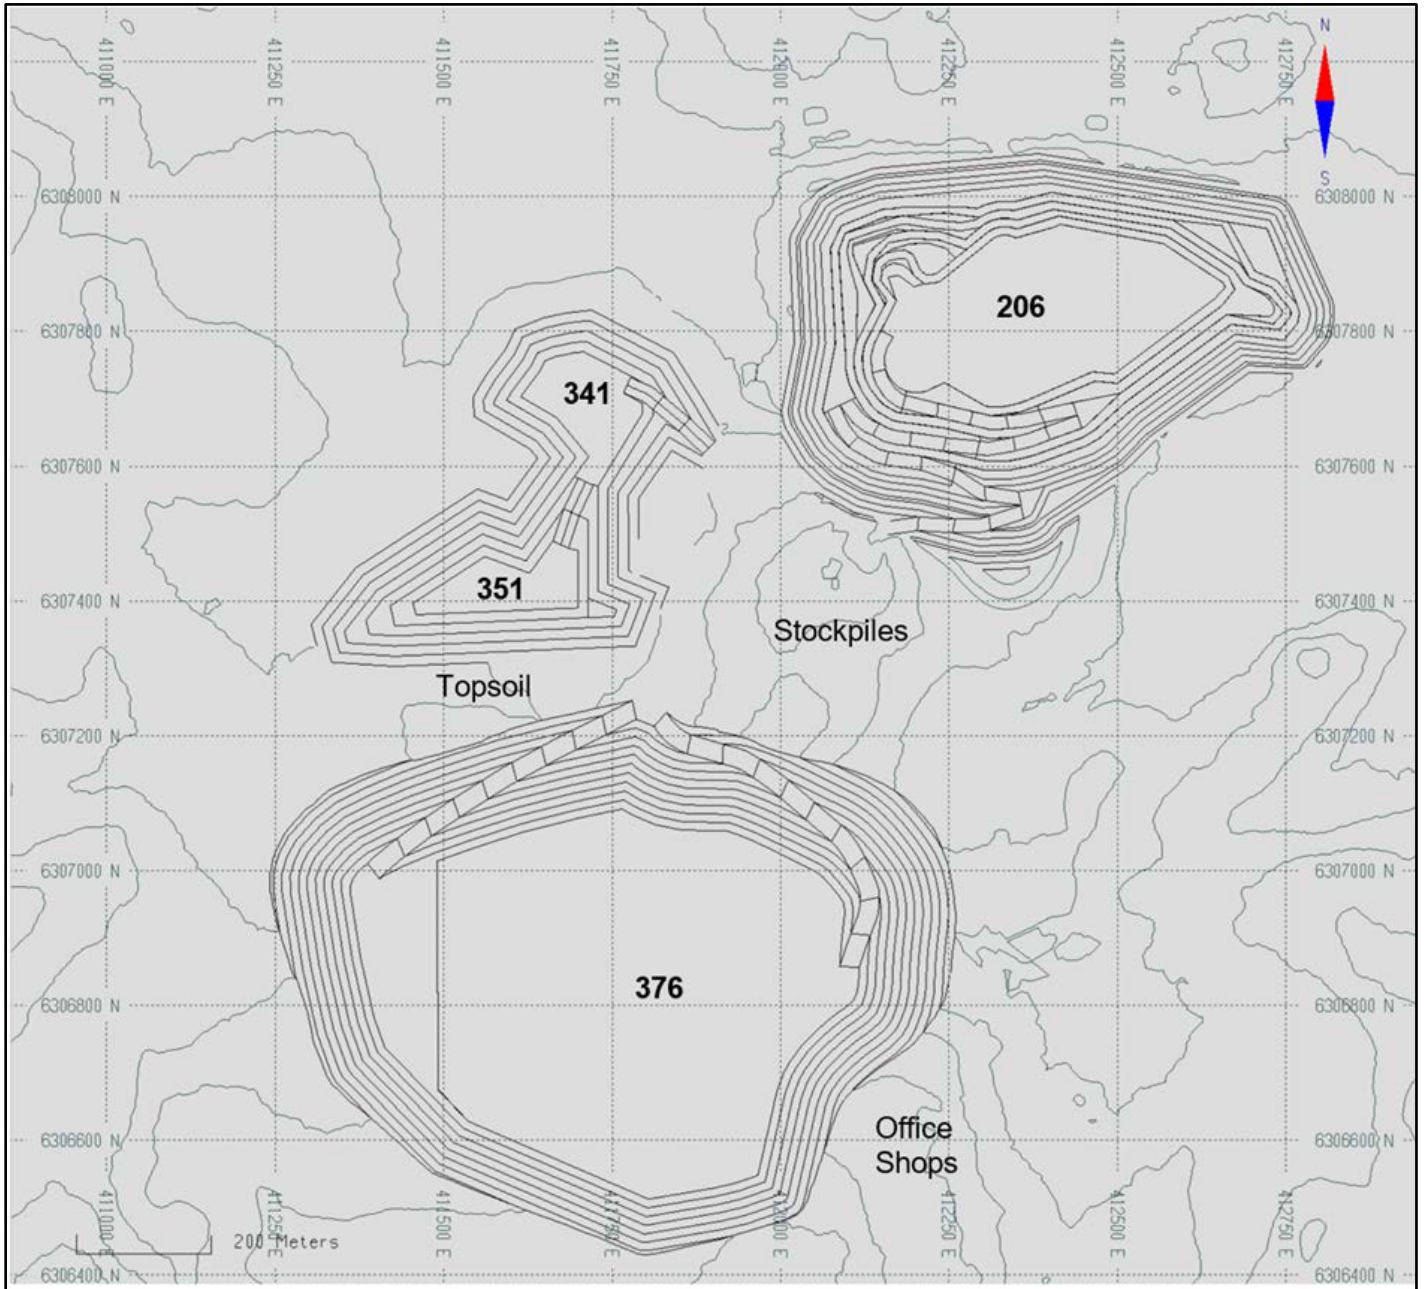 N
411000 E
411250 E
411500 E
411750 E
412000 E
412250 E
412500 E
412750 E
S
6308000 N
6308000 N
206
6307800 N
6307800 N
341
6307600 N
6307600 N
351
6307400 N
6307400 N
Stockpiles
Topsoil
6307200 N
6307200 N
6307000 N
6307000 N
376
6306800 N
6306800 N
Office
Shops
6306600 N
6306600 N
411000 E
411250 E
411500 E
411750 E
412000 E
412250 E
412500 E
412750 E
200 Meters
6306400 N
6306400 N